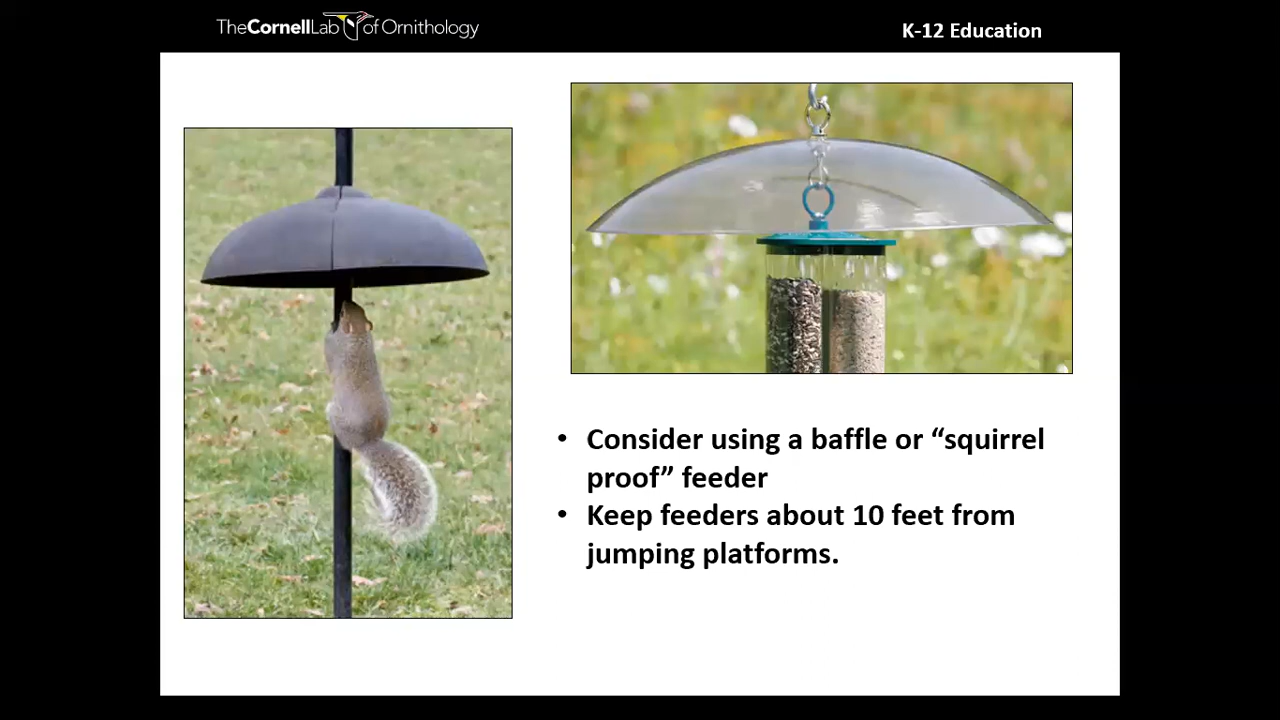 TheCornellLab of Ornithology
K-12 Education
• Consider using a baffle or “squirrel
proof” feeder
• Keep feeders about 10 feet from
jumping platforms.